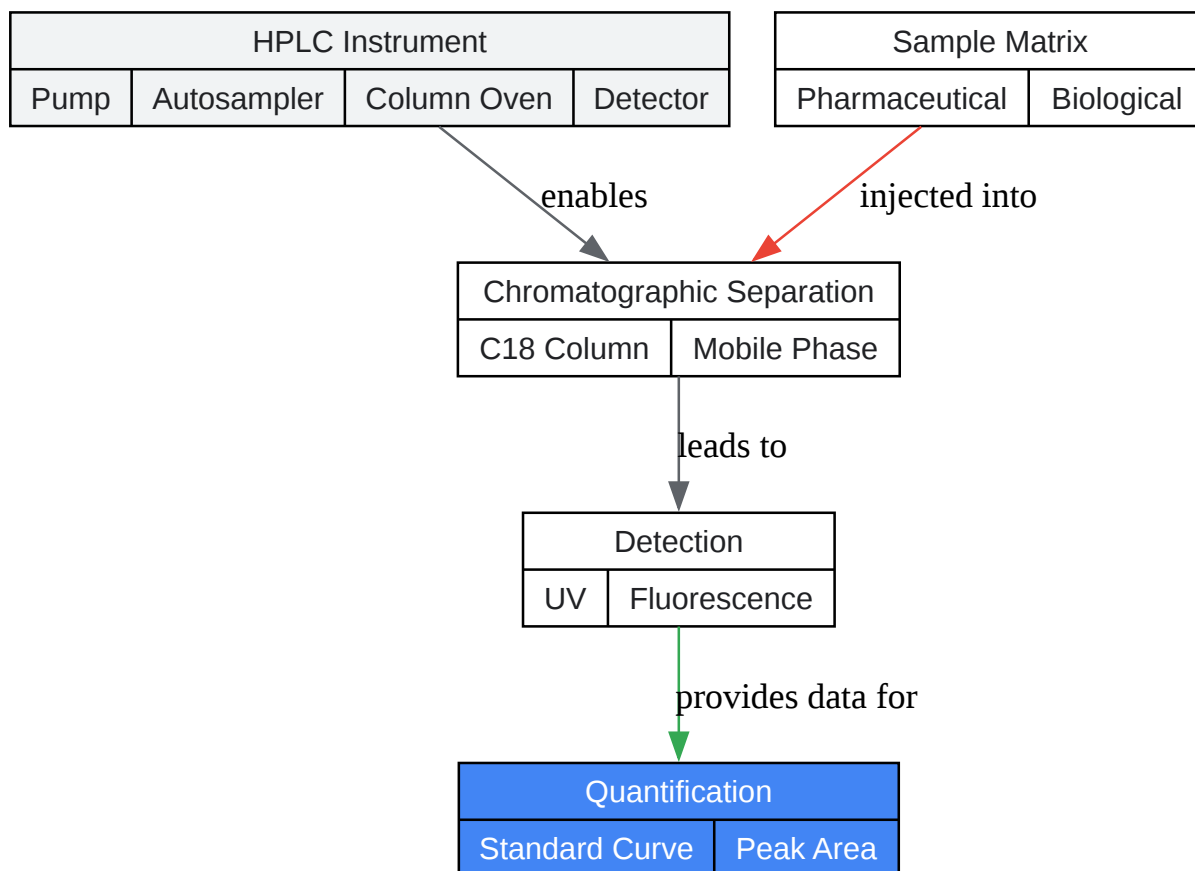 HPLC Instrument
Pump Autosampler Column Oven Detector
Sample Matrix
Pharmaceutical Biological
enables
injected into
Chromatographic Separation
C18 Column Mobile Phase
leads to
Detection
UV Fluorescence
provides data for
Quantification
Standard Curve Peak Area